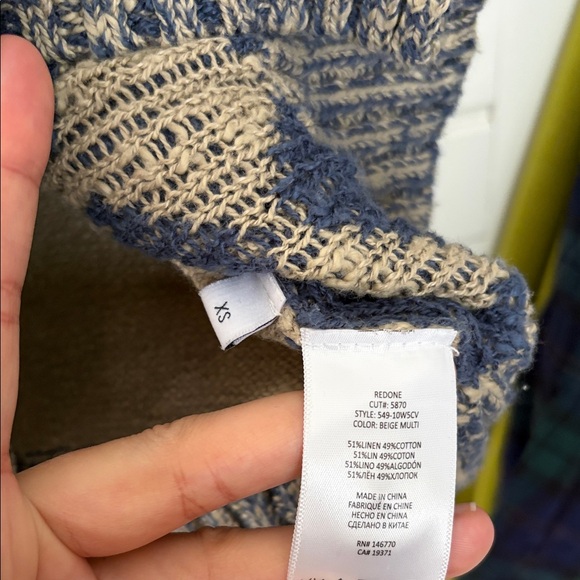 XS
REDONE
CUT#: 5870
STYLE: 549-10W5CV
COLOR: BEIGE MULTI
51%LINEN 49%COTTON
51%LIN 49%COTON
51%LINO 49%ALGODÓN
51%ЛЁН 49%ХЛОПОК
MADE IN CHINA
FABRIQUÉ EN CHINE
HECHO EN CHINA
СДЕЛАНО В КИТАЕ
RN# 146770
CA# 19371